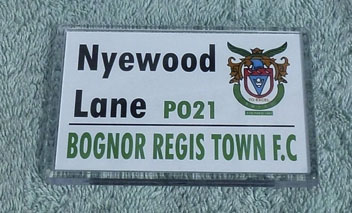 Nyewood
Lane PO21
BOGNOR REGIS TOWN F.C